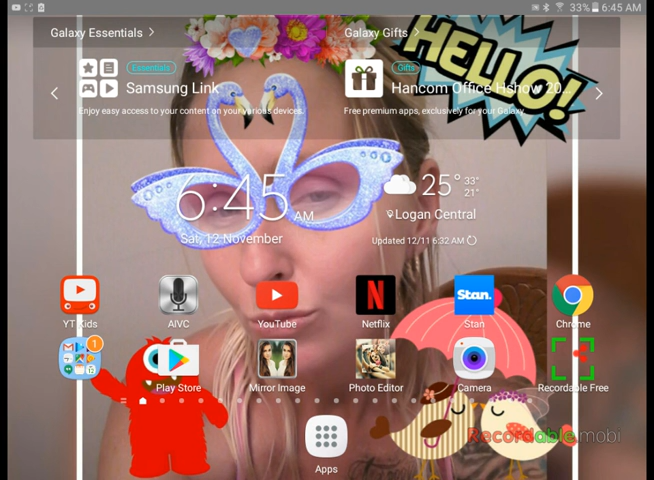 33% 6:45 AM
Galaxy Essentials >
Galaxy Gifts >
HELLO!
Essentials
Samsung Link
Enjoy easy access to your content on your various devices.
Gifts
Hancom Office Hshow 20...
Free premium apps, exclusively for your Galaxy.
6:45 AM
Sat, 12 November
25° 33° 21°
Logan Central
Updated 12/11 6:32 AM
Stan.
YT Kids
AIVC
YouTube
Netflix
Stan
Chrome
1
Play Store
Mirror Image
Photo Editor
Camera
Recordable Free
Recordable.mobi
Apps